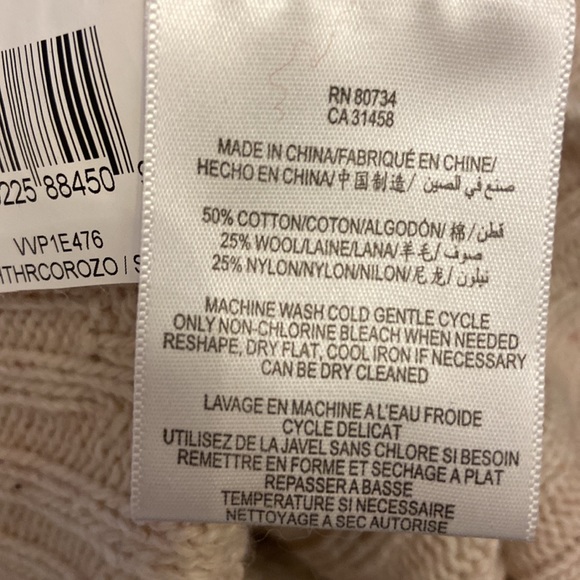 225 88450
VVP1E476
THRCOROZO / S
RN 80734
CA 31458
MADE IN CHINA/FABRIQUÉ EN CHINE/
HECHO EN CHINA/中国制造/ صنع في الصين
50% COTTON/COTON/ALGODÓN/棉/قطن
25% WOOL/LAINE/LANA/羊毛/صوف
25% NYLON/NYLON/NILON/尼龙/نيلون
MACHINE WASH COLD GENTLE CYCLE
ONLY NON-CHLORINE BLEACH WHEN NEEDED
RESHAPE, DRY FLAT, COOL IRON IF NECESSARY
CAN BE DRY CLEANED
LAVAGE EN MACHINE A L'EAU FROIDE
CYCLE DELICAT
UTILISEZ DE LA JAVEL SANS CHLORE SI BESOIN
REMETTRE EN FORME ET SECHAGE A PLAT
REPASSER A BASSE
TEMPERATURE SI NECESSAIRE
NETTOYAGE A SEC AUTORISE